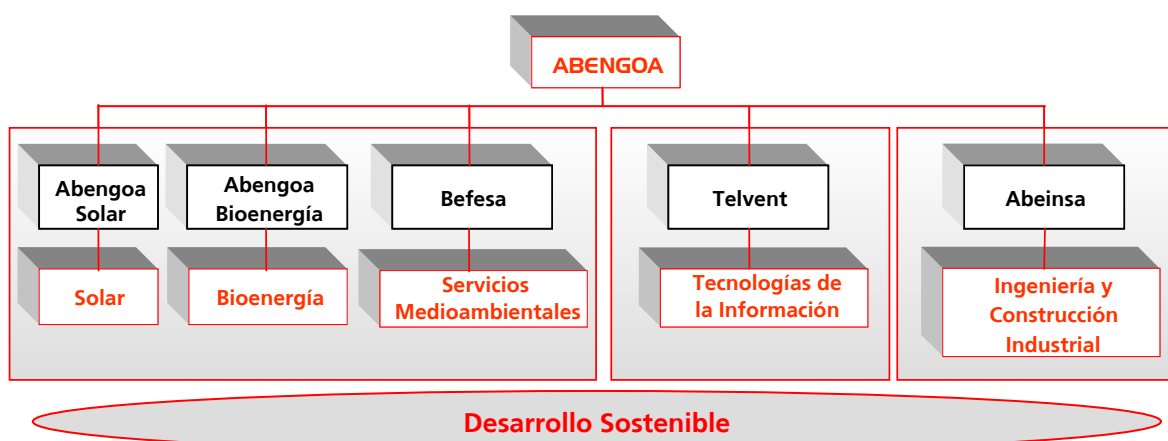 ABENGOA
Abengoa
Solar
Abengoa
Bioenergía
Befesa
Telvent
Abeinsa
Solar
Bioenergía
Servicios
Medioambientales
Tecnologías de
la Información
Ingeniería y
Construcción
Industrial
Desarrollo Sostenible